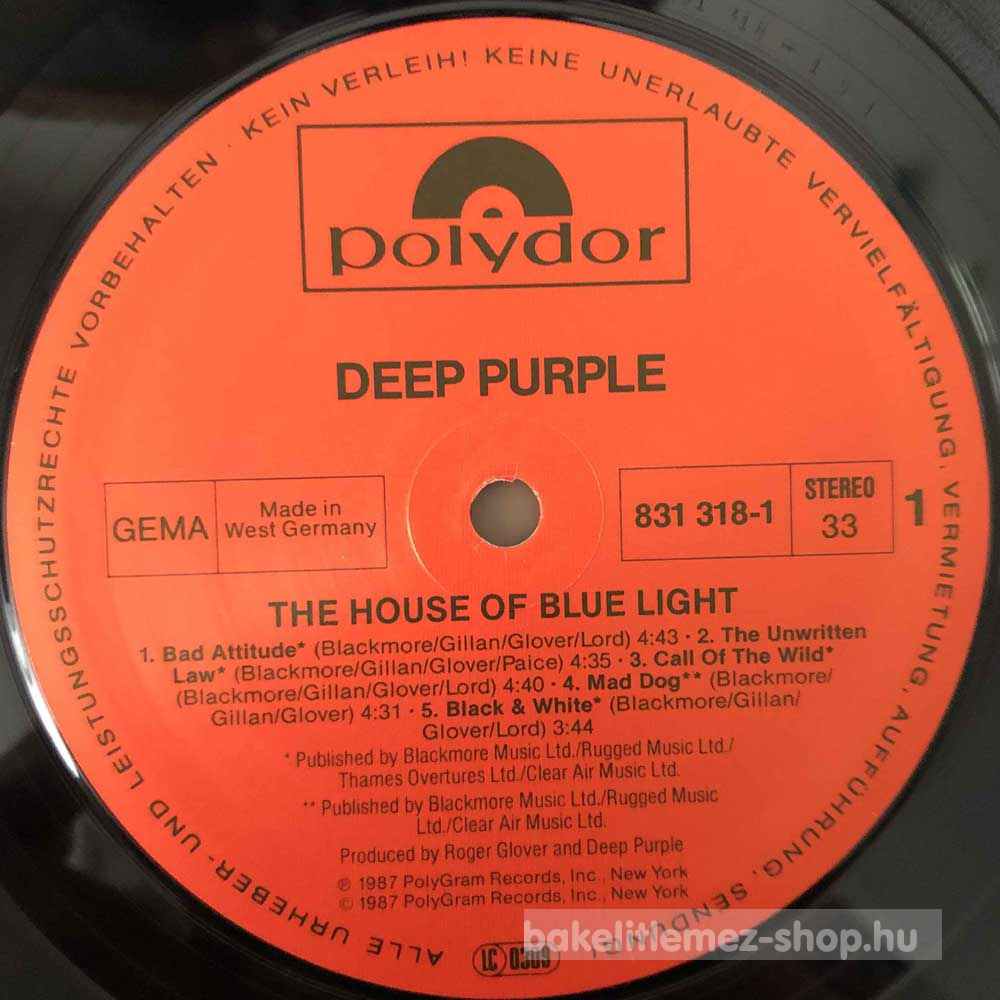 ALLE URHEBER- UND LEISTUNGSSCHUTZRECHTE VORBEHALTEN · KEIN VERLEIH! KEINE UNERLAUBTE VERVIELFÄLTIGUNG, VERMIETUNG, AUFFÜHRUNG, SENDUNG!
polydor
DEEP PURPLE
GEMA
Made in
West Germany
831 318-1
STEREO
33
1
THE HOUSE OF BLUE LIGHT
1. Bad Attitude* (Blackmore/Gillan/Glover/Lord) 4:43 · 2. The Unwritten
Law* (Blackmore/Gillan/Glover/Paice) 4:35 · 3. Call Of The Wild*
(Blackmore/Gillan/Glover/Lord) 4:40 · 4. Mad Dog** (Blackmore/
Gillan/Glover) 4:31 · 5. Black & White* (Blackmore/Gillan/
Glover/Lord) 3:44
* Published by Blackmore Music Ltd./Rugged Music Ltd./
Thames Overtures Ltd./Clear Air Music Ltd.
** Published by Blackmore Music Ltd./Rugged Music
Ltd./Clear Air Music Ltd.
Produced by Roger Glover and Deep Purple
℗ 1987 PolyGram Records, Inc., New York
© 1987 PolyGram Records, Inc., New York
LC 0309
bakelitlemez-shop.hu